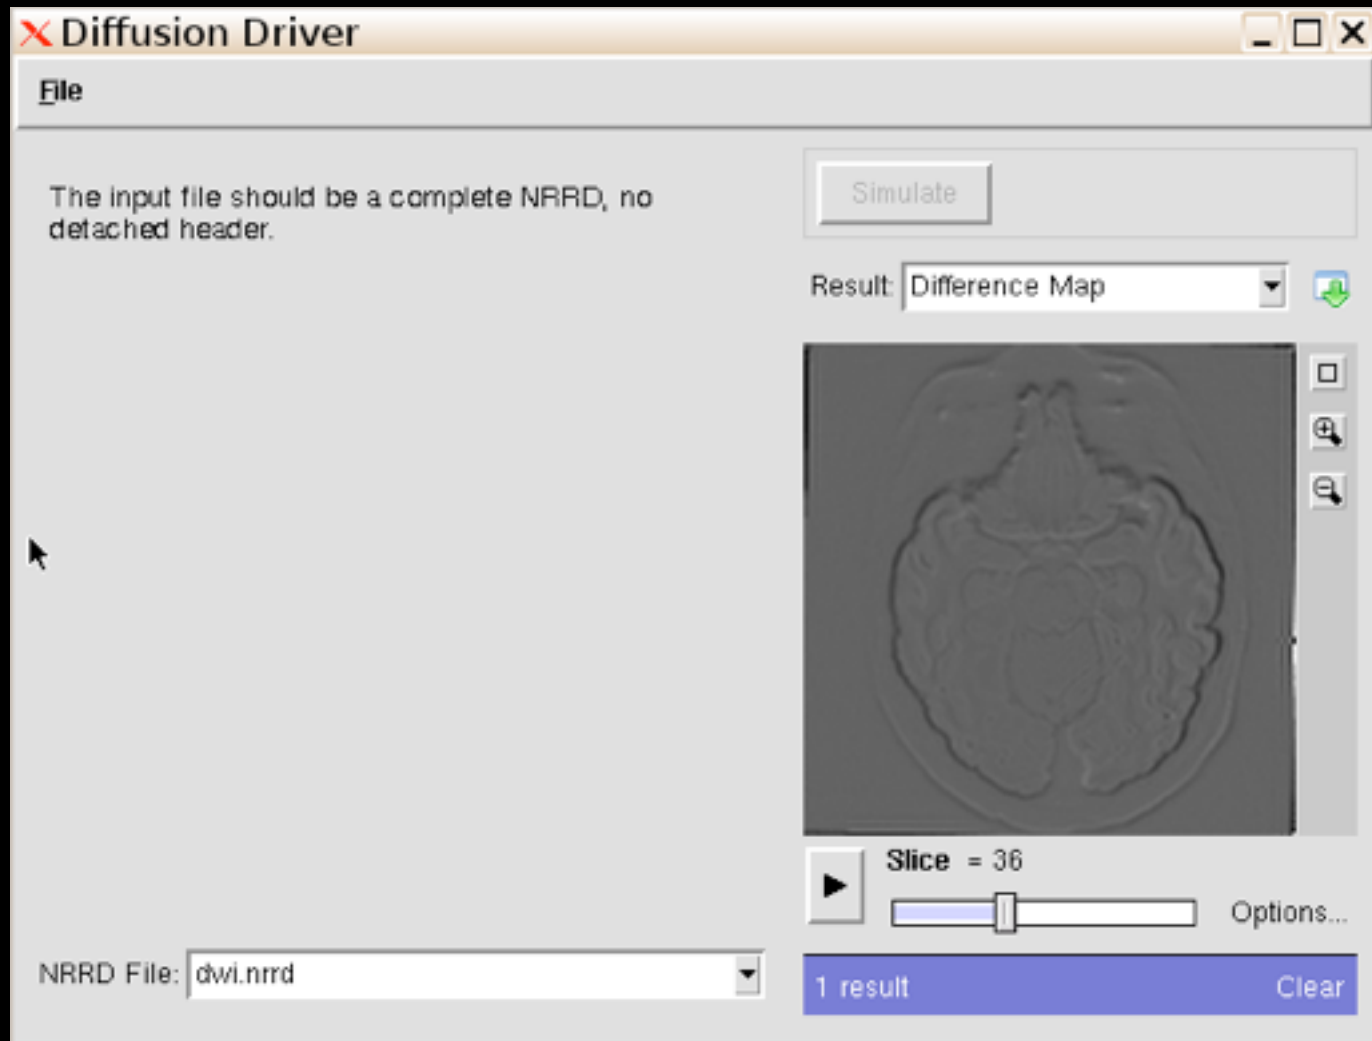 Diffusion Driver
File
The input file should be a complete NRRD, no
detached header.
Simulate
Result: Difference Map
Slice = 36
Options...
NRRD File: dwi.nrrd
1 result Clear